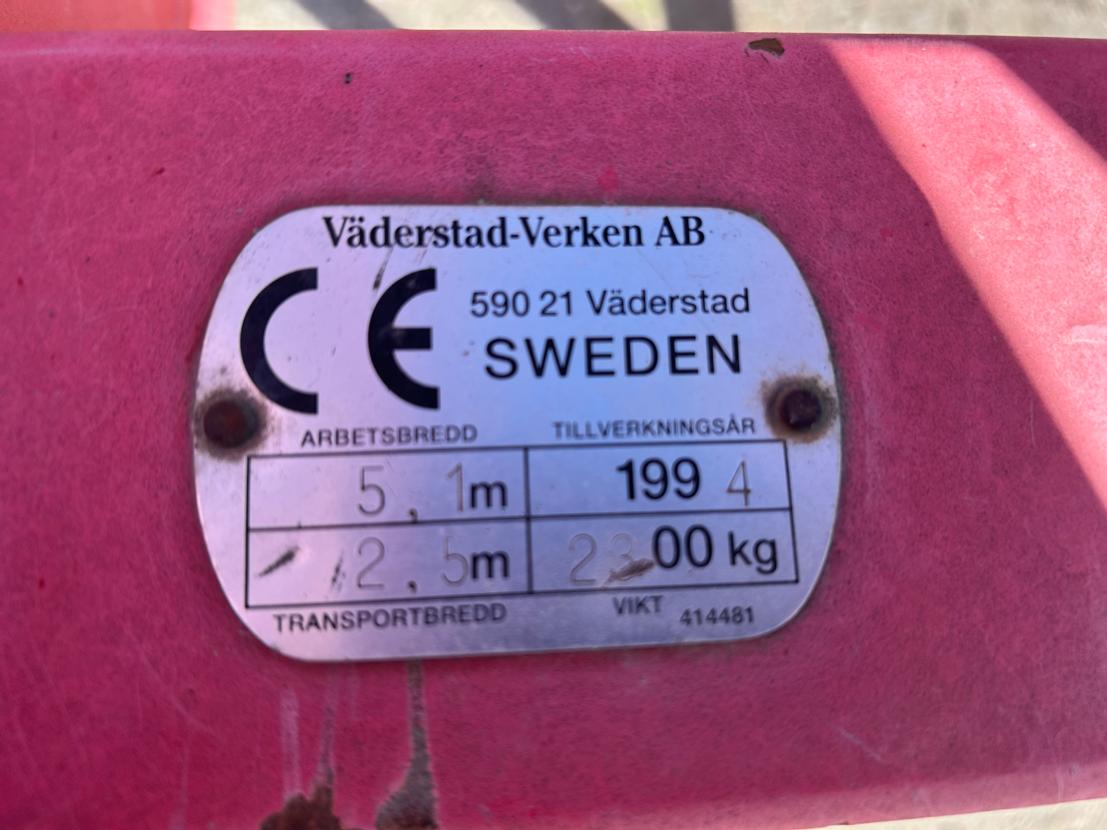 Väderstad-Verken AB
CE
590 21 Väderstad
SWEDEN
ARBETSBREDD TILLVERKNINGSÅR
5,1m 1994
2,5m 2300 kg
TRANSPORTBREDD VIKT 414481